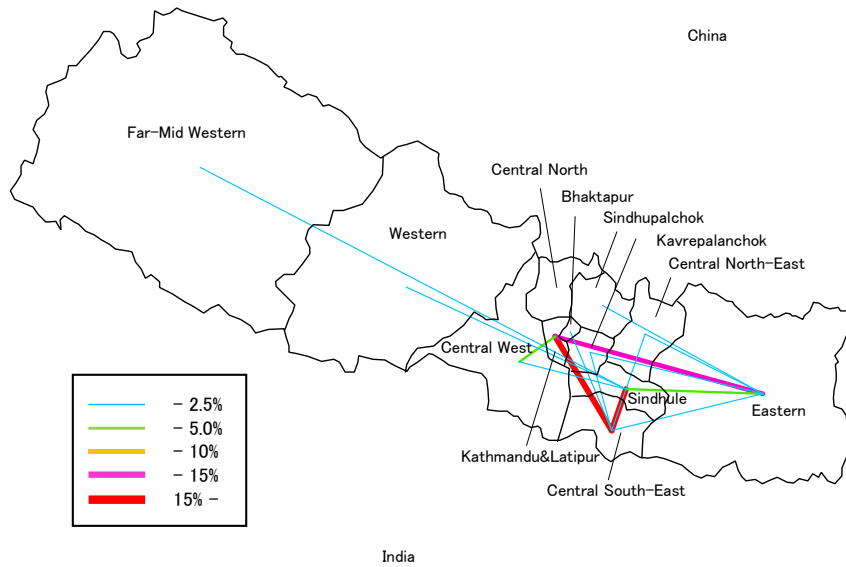 China
Far-Mid Western
Central North
Bhaktapur
Sindhupalchok
Western
Kavrepalanchok
Central North-East
Central West
Sindhule
Eastern
Kathmandu&Latipur
Central South-East
- 2.5%
- 5.0%
- 10%
- 15%
15% -
India